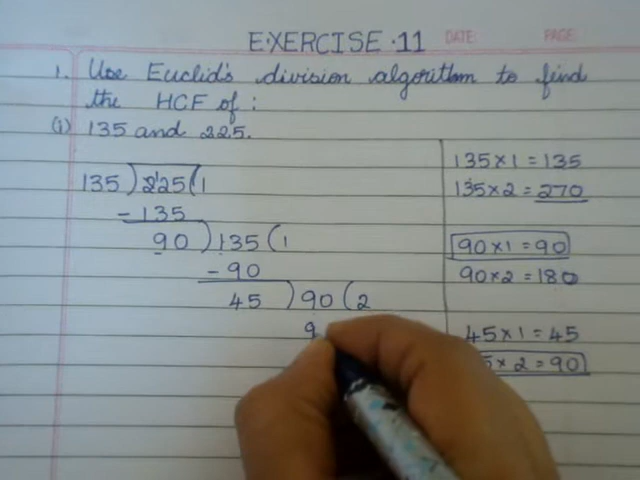 EXERCISE .11 DATE: PAGE:
1. Use Euclid's division algorithm to find
the HCF of :
(i) 135 and 225.
135 ) 225 ( 1
- 135
90 ) 135 ( 1
- 90
45 ) 90 ( 2
9
135 × 1 = 135
135 × 2 = 270
90 × 1 = 90
90 × 2 = 180
45 × 1 = 45
5 × 2 = 90